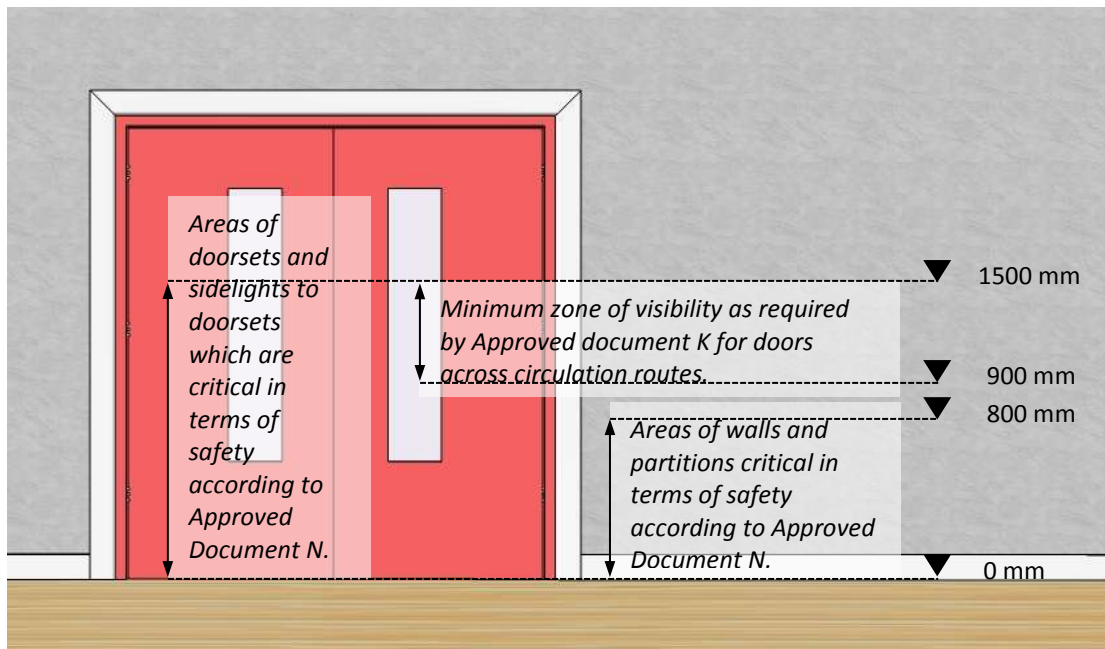 Areas of
doorsets and
sidelights to
doorsets
which are
critical in
terms of
safety
according to
Approved
Document N.
1500 mm
Minimum zone of visibility as required
by Approved document K for doors
across circulation routes.
900 mm
800 mm
Areas of walls and
partitions critical in
terms of safety
according to Approved
Document N.
0 mm